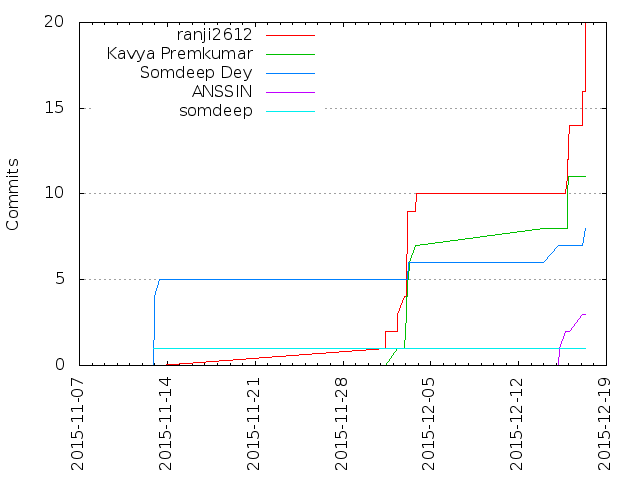 20
15
10
5
0
Commits
ranji2612
Kavya Premkumar
Somdeep Dey
ANSSIN
somdeep
2015-11-07
2015-11-14
2015-11-21
2015-11-28
2015-12-05
2015-12-12
2015-12-19